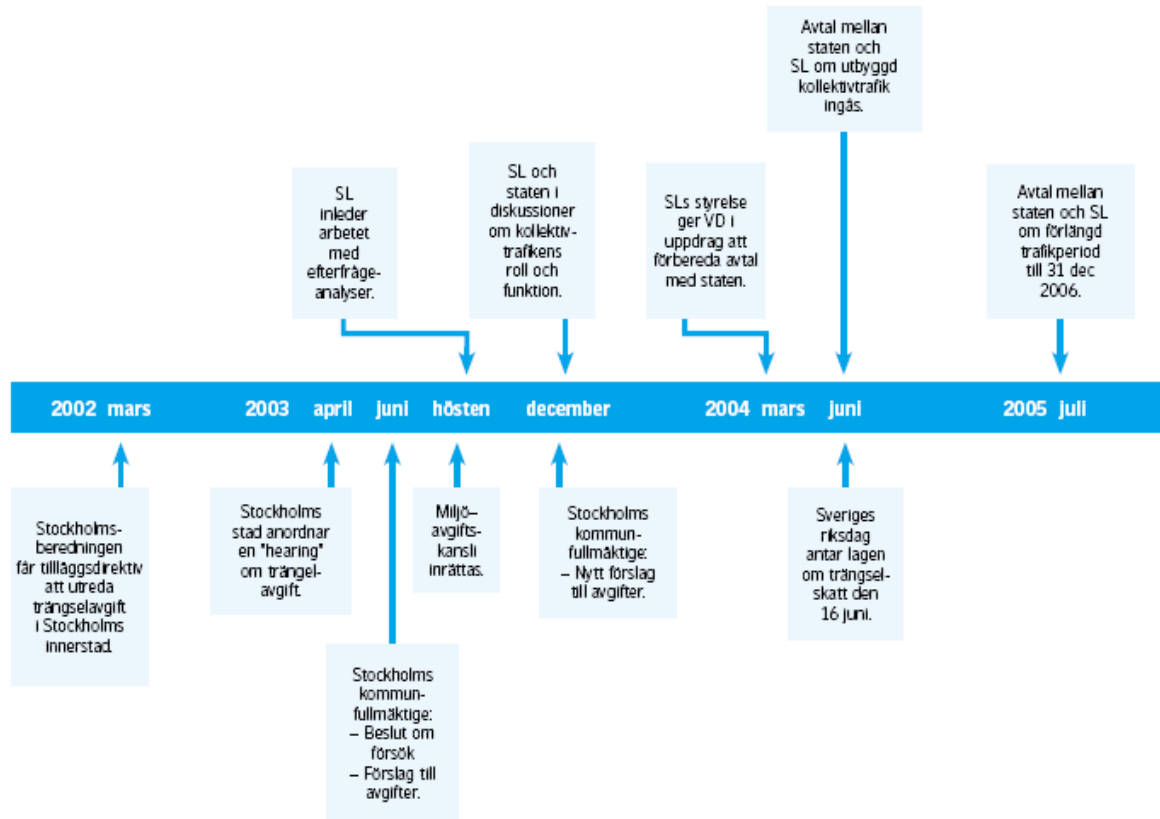 Avtal mellan
staten och
SL om utbyggd
kollektivtrafik
ingås.
SL
inleder
arbetet
med
efterfråge-
analyser.
SL och
staten i
diskussioner
om kollektiv-
trafikens
roll och
funktion.
SLs styrelse
ger VD i
uppdrag att
förbereda avtal
med staten.
Avtal mellan
staten och SL
om förlängd
trafikperiod
till 31 dec
2006.
2002 mars 2003 april juni hösten december 2004 mars juni 2005 juli
Stockholms-
beredningen
får tillläggsdirektiv
att utreda
trängselavgift
i Stockholms
innerstad.
Stockholms
stad anordnar
en "hearing"
om trängel-
avgift.
Stockholms
kommun-
fullmäktige:
– Beslut om
försök
– Förslag till
avgifter.
Miljö–
avgifts-
kansli
inrättas.
Stockholms
kommun-
fullmäktige:
– Nytt förslag
till avgifter.
Sveriges
riksdag
antar lagen
om trängsel-
skatt den
16 juni.